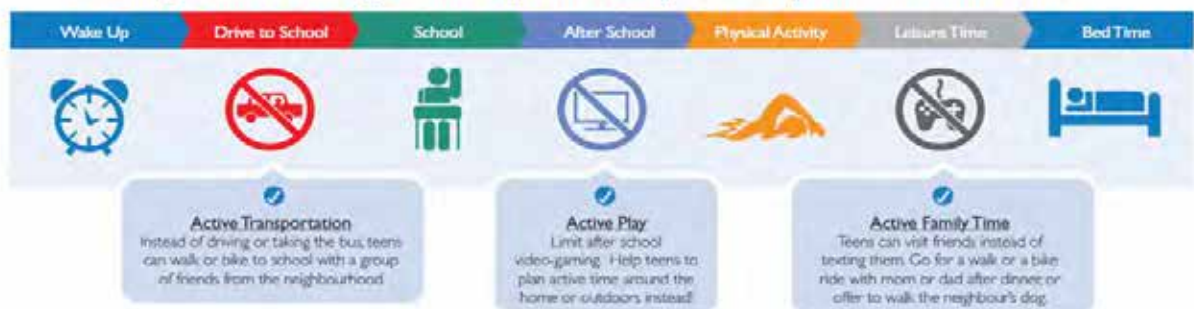 Wake Up
Drive to School
School
After School
Physical Activity
Leisure Time
Bed Time
Active Transportation
Instead of driving or taking the bus, teens
can walk or bike to school with a group
of friends from the neighbourhood
Active Play
Limit after school
video-gaming. Help teens to
plan active time around the
home or outdoors instead!
Active Family Time
Teens can visit friends instead of
texting them. Go for a walk or a bike
ride with mom or dad after dinner, or
offer to walk the neighbour's dog.